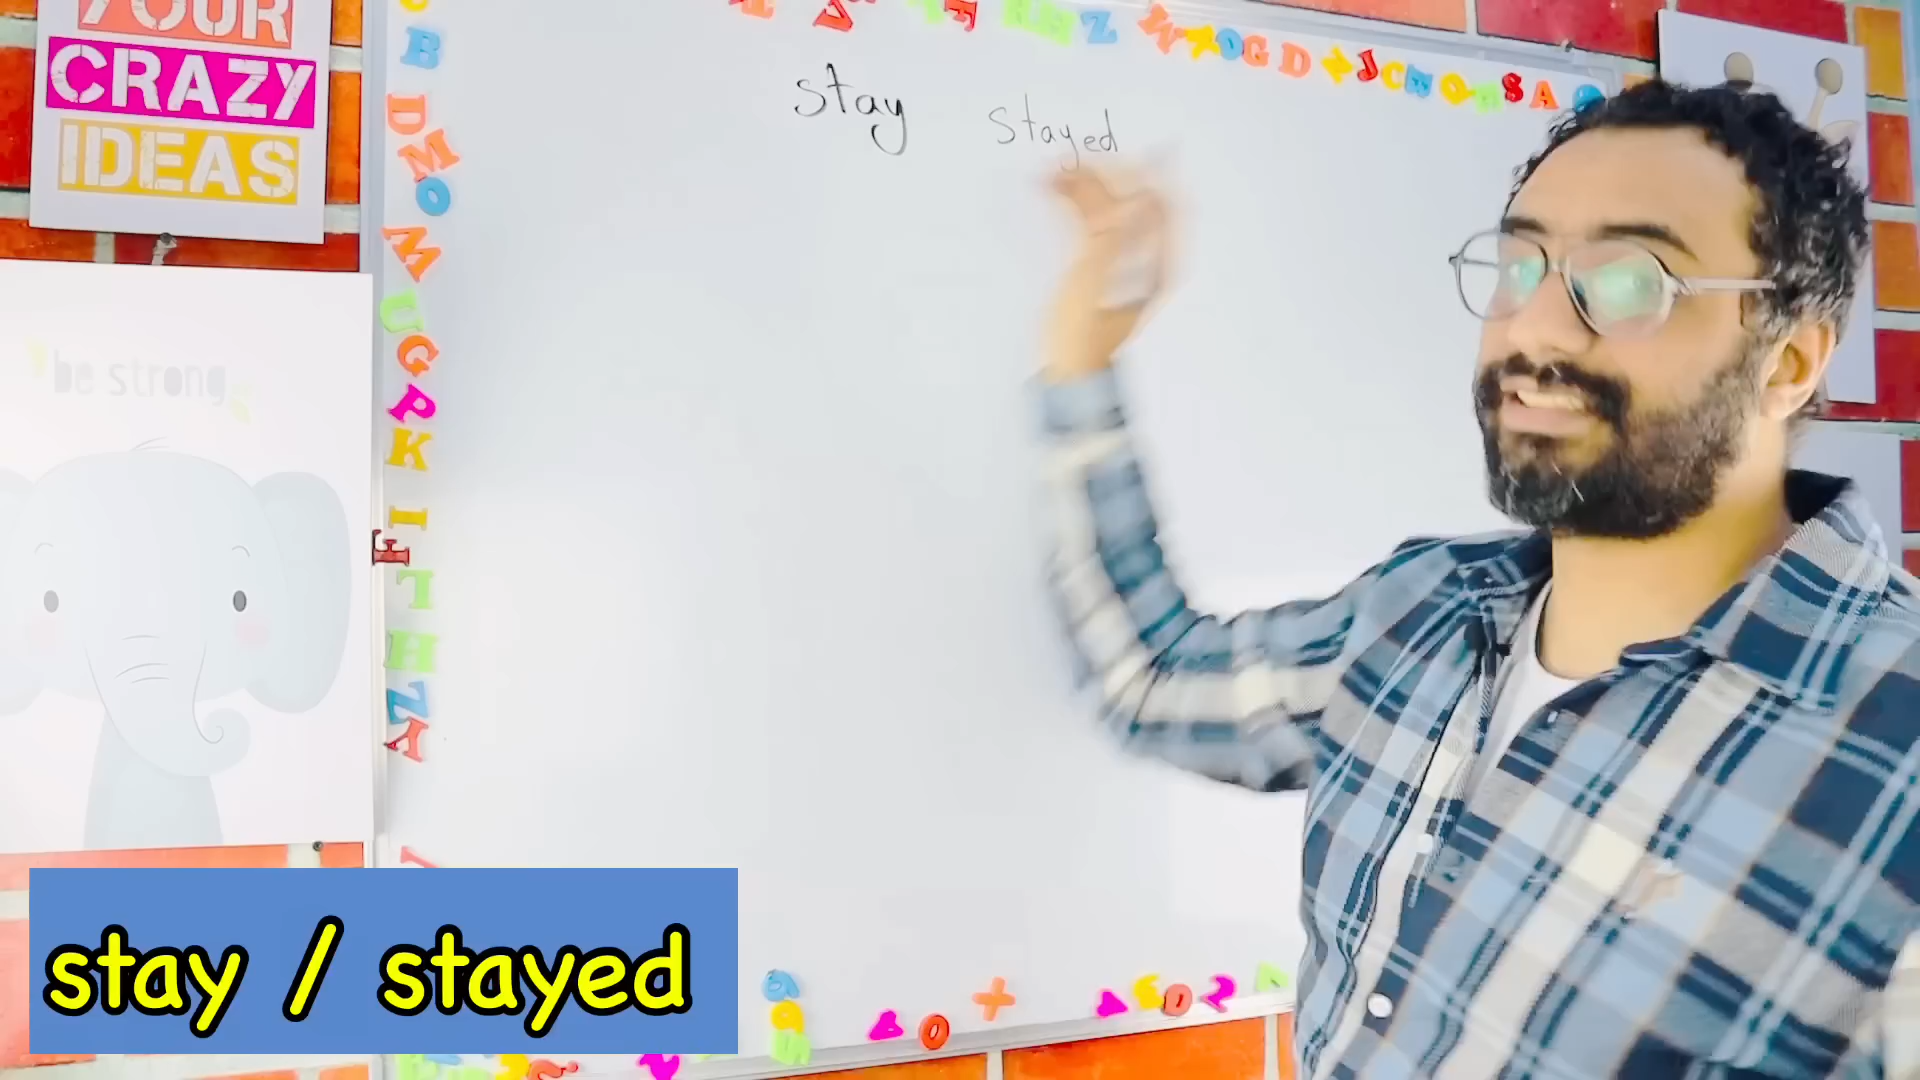 YOUR
CRAZY
IDEAS
stay stayed
be strong
stay / stayed